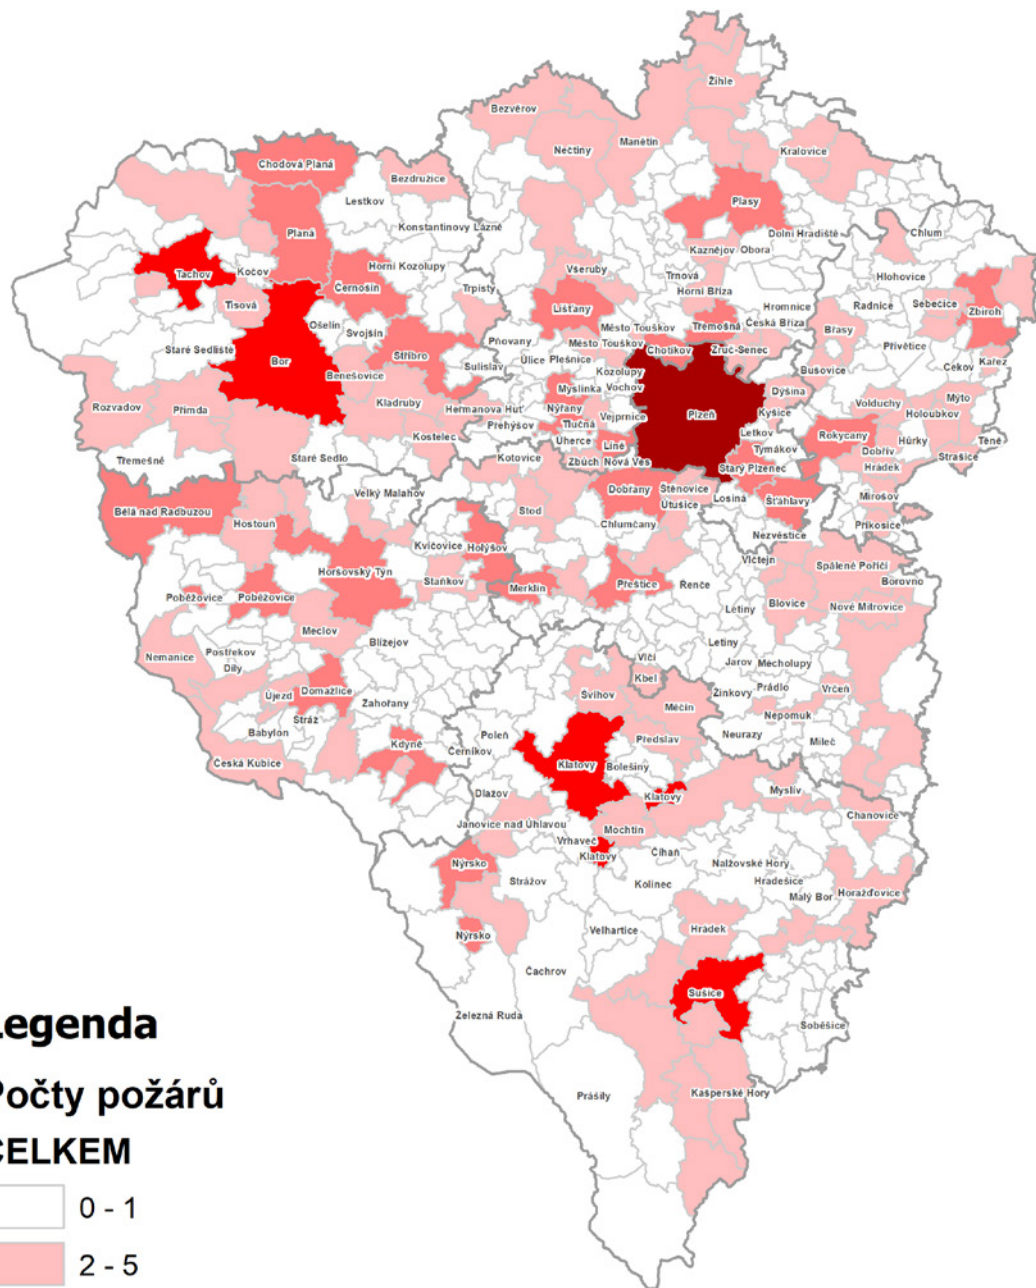 Žihle
Bezvěrov
Manětín
Nečtiny
Kralovice
Chodová Planá
Bezdružice
Lestkov
Plasy
Konstantinovy Lázně
Planá
Dolní Hradiště
Chlum
Kaznějov
Obora
Tachov
Kočov
Horní Kozolupy
Všeruby
Trnová
Hlohovice
Černošín
Trpisty
Horní Bříza
Tisová
Líšťany
Hromnice
Radnice
Sebečice
Zbiroh
Ošelín
Svojšín
Město Touškov
Třemošná
Česká Bříza
Břasy
Stříbro
Pňovany
Město Touškov
Přívětice
Staré Sedliště
Chotíkov
Zruč-Senec
Bor
Úlice
Plešnice
Kařez
Sulislav
Kozolupy
Bušovice
Cekov
Benešovice
Myslinka
Vochov
Dýšina
Mýto
Rozvadov
Přimda
Kladruby
Heřmanova Huť
Nýřany
Vejprnice
Plzeň
Kyšice
Volduchy
Holoubkov
Přehýšov
Tlučná
Letkov
Rokycany
Kostelec
Úherce
Líně
Tymákov
Hůrky
Těně
Dobřív
Třemešné
Staré Sedlo
Kotovice
Zbůch
Nová Ves
Starý Plzenec
Hrádek
Strašice
Velký Malahov
Dobřany
Štěnovice
Losiná
Šťáhlavy
Mirošov
Bělá nad Radbuzou
Hostouň
Stod
Útušice
Chlumčany
Příkosice
Nezvěstice
Kvíčovice
Holýšov
Vlčtejn
Spálené Poříčí
Horšovský Týn
Staňkov
Merklín
Přeštice
Renče
Borovno
Poběžovice
Poběžovice
Letiny
Blovice
Nové Mitrovice
Meclov
Blížejov
Letiny
Postřekov
Nemanice
Díly
Vlčí
Jarov
Měcholupy
Kbel
Újezd
Domažlice
Švihov
Žinkovy
Prádlo
Vrčeň
Zahořany
Měčín
Stráž
Nepomuk
Babylon
Poleň
Předslav
Neurazy
Mileč
Kdyně
Černíkov
Česká Kubice
Klatovy
Bolešiny
Dlažov
Klatovy
Myslív
Janovice nad Úhlavou
Mochtín
Chanovice
Vrhaveč
Nýrsko
Klatovy
Číhaň
Nalžovské Hory
Strážov
Kolinec
Hradešice
Malý Bor
Horažďovice
Nýrsko
Velhartice
Hrádek
Čachrov
Sušice
Železná Ruda
Soběšice
Prášily
Kašperské Hory
Legenda
Počty požárů
CELKEM
0 - 1
2 - 5